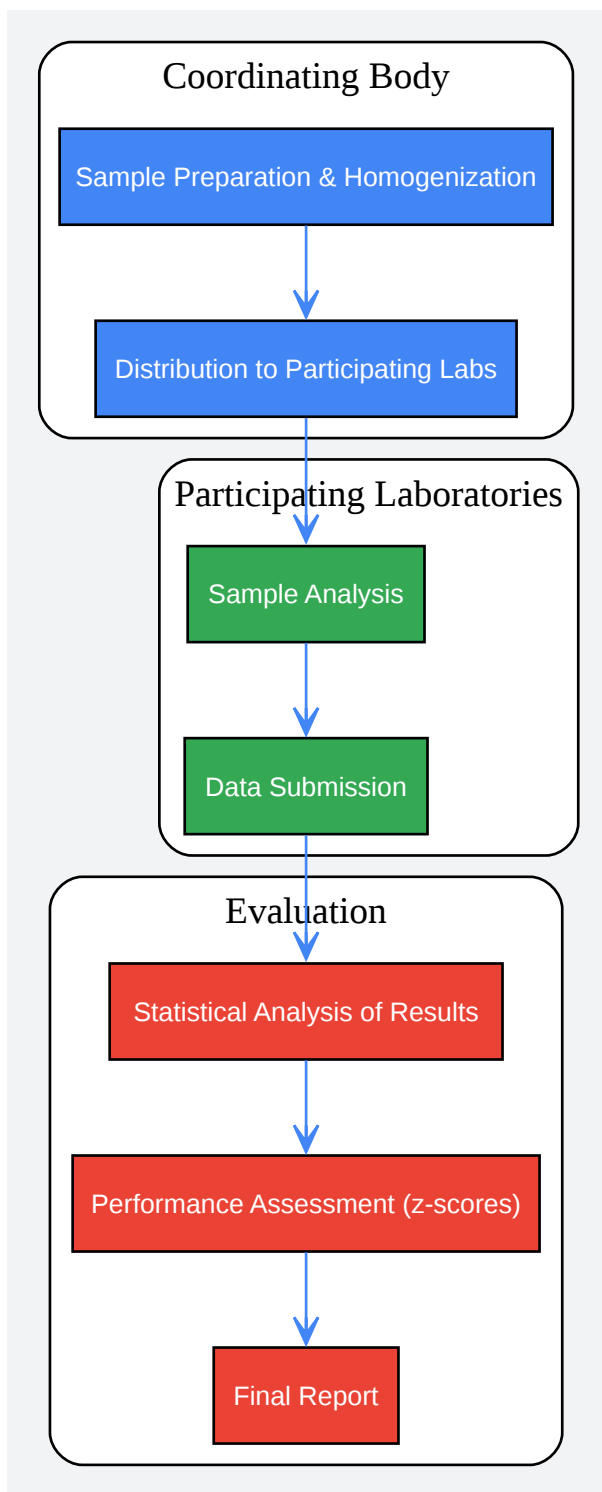 Coordinating Body
Sample Preparation & Homogenization
Distribution to Participating Labs
Participating Laboratories
Sample Analysis
Data Submission
Evaluation
Statistical Analysis of Results
Performance Assessment (z-scores)
Final Report